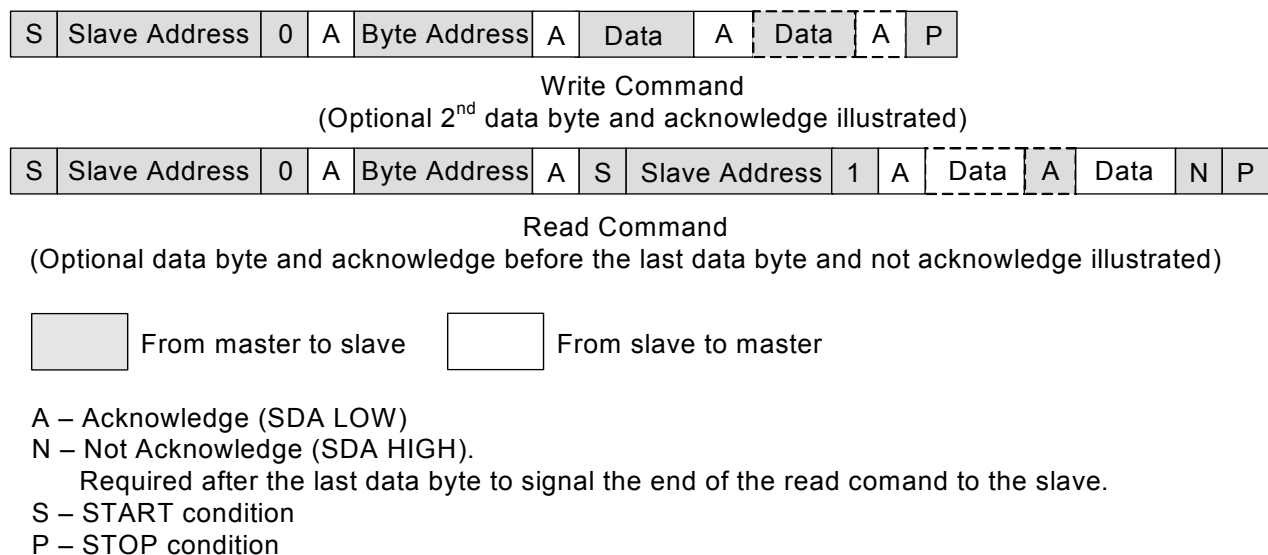 S Slave Address 0 A Byte Address A Data A Data A P
Write Command
(Optional 2nd data byte and acknowledge illustrated)
S Slave Address 0 A Byte Address A S Slave Address 1 A Data A Data N P
Read Command
(Optional data byte and acknowledge before the last data byte and not acknowledge illustrated)
From master to slave From slave to master
A – Acknowledge (SDA LOW)
N – Not Acknowledge (SDA HIGH).
Required after the last data byte to signal the end of the read comand to the slave.
S – START condition
P – STOP condition